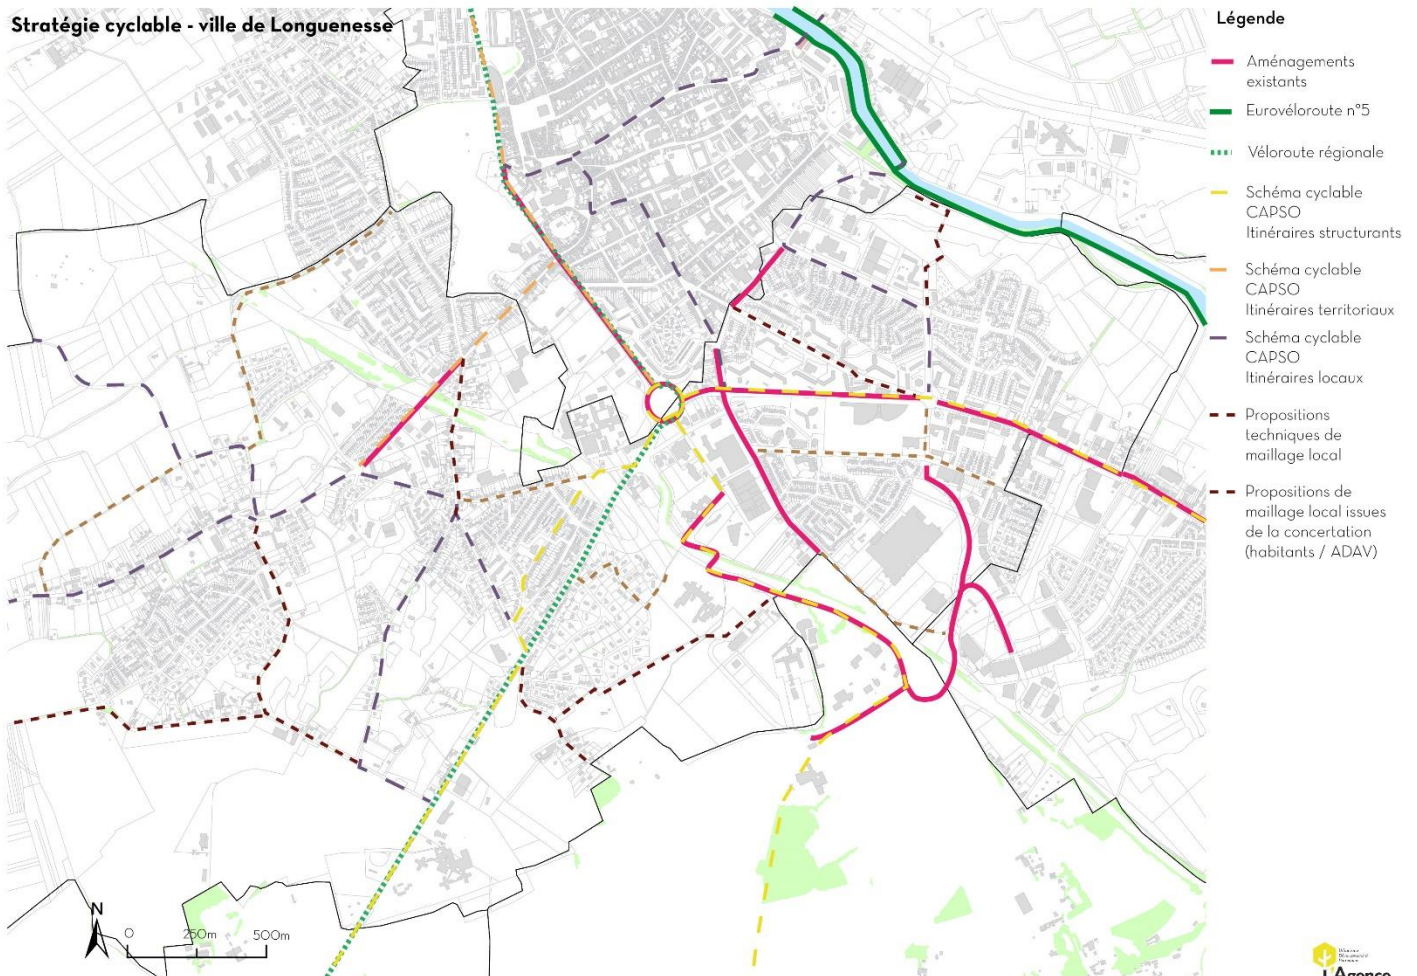 Stratégie cyclable - ville de Longuenesse
Légende
Aménagements
existants
Eurovéloroute n°5
Véloroute régionale
Schéma cyclable
CAPSO
Itinéraires structurants
Schéma cyclable
CAPSO
Itinéraires territoriaux
Schéma cyclable
CAPSO
Itinéraires locaux
Propositions
techniques de
maillage local
Propositions de
maillage local issues
de la concertation
(habitants / ADAV)
N
0 250m 500m
L'Agence